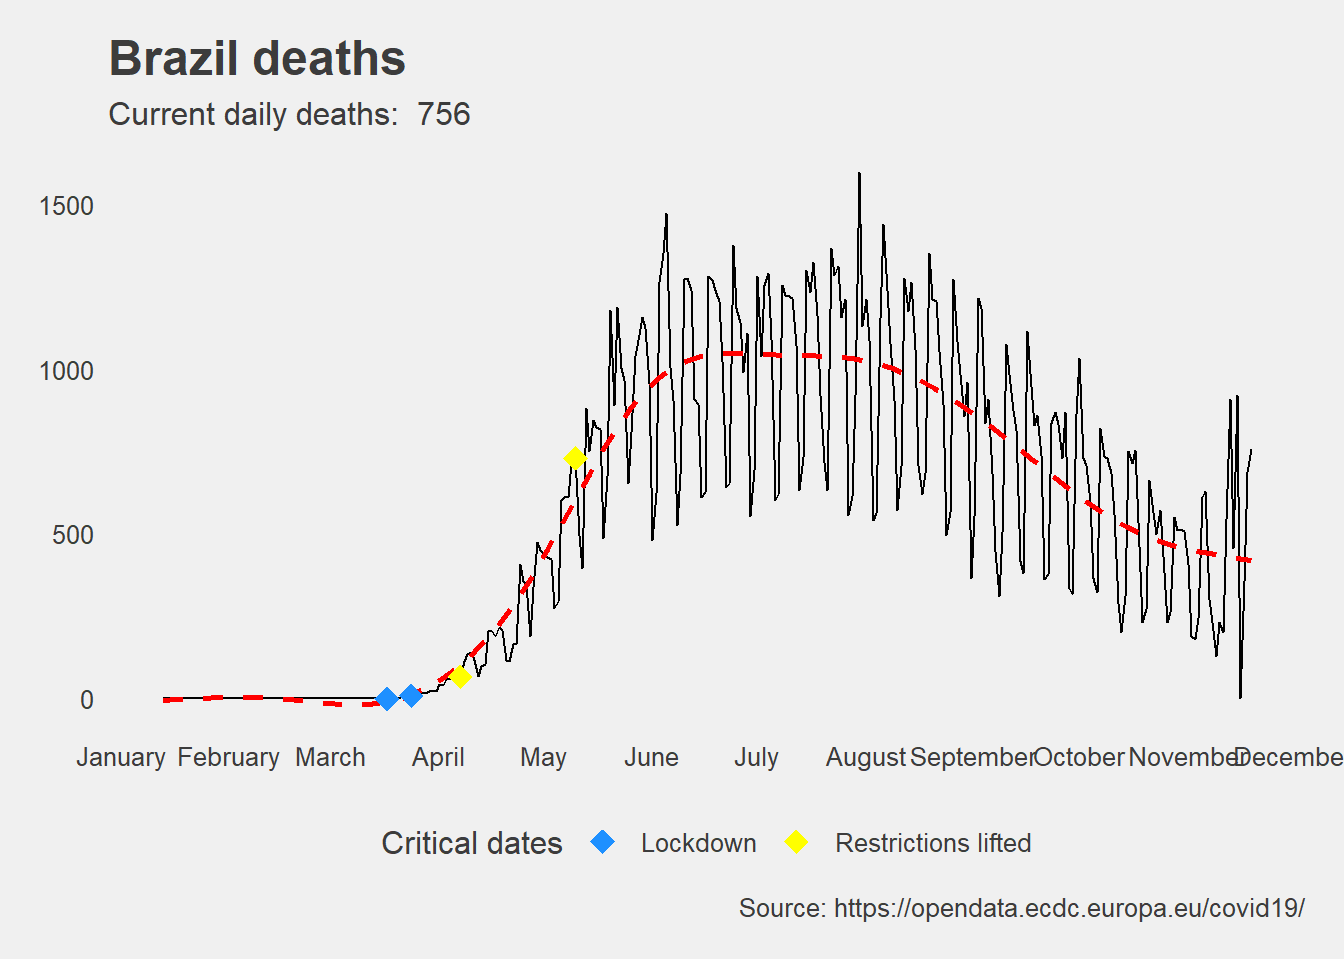 Brazil deaths
Current daily deaths:  756
1500
1000
500
0
January February March April May June July August September October November December
Critical dates Lockdown Restrictions lifted
Source: https://opendata.ecdc.europa.eu/covid19/